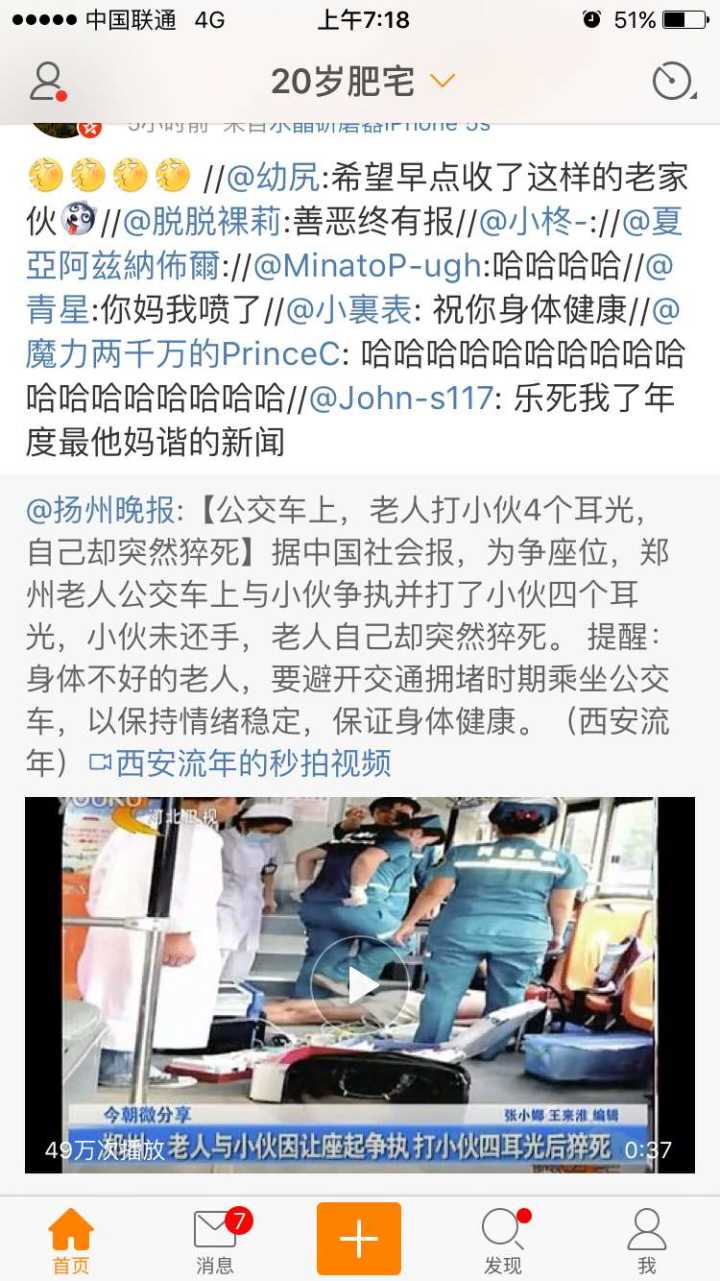 中国联通 4G 上午7:18 51%
20岁肥宅
5小时前 来自水晶研磨器iPhone 5s
//@幼尻:希望早点收了这样的老家
伙//@脱脱裸莉:善恶终有报//@小柊-://@夏
亞阿兹納佈爾://@MinatoP-ugh:哈哈哈哈//@
青星:你妈我喷了//@小裏表: 祝你身体健康//@
魔力两千万的PrinceC: 哈哈哈哈哈哈哈哈哈哈
哈哈哈哈哈哈哈哈//@John-s117: 乐死我了年
度最他妈谐的新闻
@扬州晚报:【公交车上，老人打小伙4个耳光，
自己却突然猝死】据中国社会报，为争座位，郑
州老人公交车上与小伙争执并打了小伙四个耳
光，小伙未还手，老人自己却突然猝死。 提醒：
身体不好的老人，要避开交通拥堵时期乘坐公交
车，以保持情绪稳定，保证身体健康。（西安流
年）西安流年的秒拍视频
YOUKU
河北卫视
今朝微分享 张小娜 王来淮 编辑
老人与小伙因让座起争执 打小伙四耳光后猝死
49万次播放 0:37
7
首页 消息 发现 我